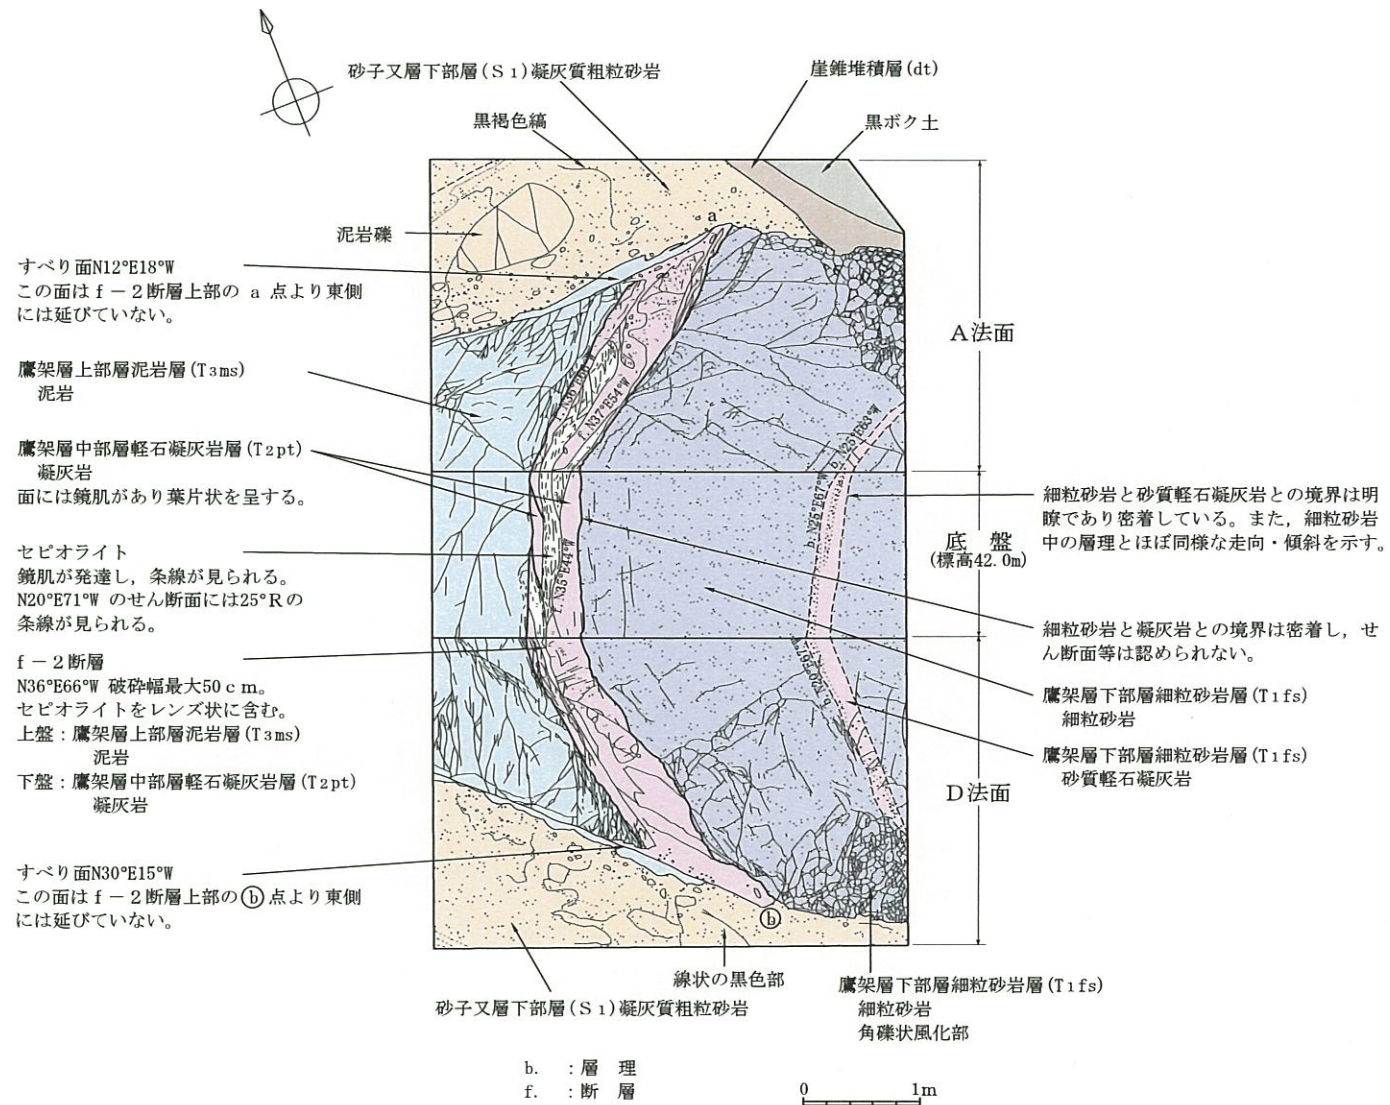 砂子又層下部層(S1)凝灰質粗粒砂岩
崖錐堆積層(dt)
黒褐色縞
黒ボク土
a
泥岩礫
すべり面N12°E18°W
この面はf-2断層上部の a 点より東側
には延びていない。
A法面
鷹架層上部層泥岩層(T3ms)
泥岩
f.N37°E54°W
b.N25°E63°W
鷹架層中部層軽石凝灰岩層(T2pt)
凝灰岩
面には鏡肌があり葉片状を呈する。
b.N25°E67°W
細粒砂岩と砂質軽石凝灰岩との境界は明
瞭であり密着している。また，細粒砂岩
中の層理とほぼ同様な走向・傾斜を示す。
底盤
(標高42.0m)
セピオライト
鏡肌が発達し，条線が見られる。
N20°E71°W のせん断面には25°Rの
条線が見られる。
f.N35°E44°W
細粒砂岩と凝灰岩との境界は密着し，せ
ん断面等は認められない。
f-2断層
N36°E66°W 破砕幅最大50cm。
セピオライトをレンズ状に含む。
上盤：鷹架層上部層泥岩層(T3ms)
泥岩
下盤：鷹架層中部層軽石凝灰岩層(T2pt)
凝灰岩
b.N20°E67°W
鷹架層下部層細粒砂岩層(T1fs)
細粒砂岩
鷹架層下部層細粒砂岩層(T1fs)
砂質軽石凝灰岩
D法面
すべり面N30°E15°W
この面はf-2断層上部のⓑ点より東側
には延びていない。
ⓑ
線状の黒色部
砂子又層下部層(S1)凝灰質粗粒砂岩
鷹架層下部層細粒砂岩層(T1fs)
細粒砂岩
角礫状風化部
b. ：層 理
f. ：断 層
0 1m